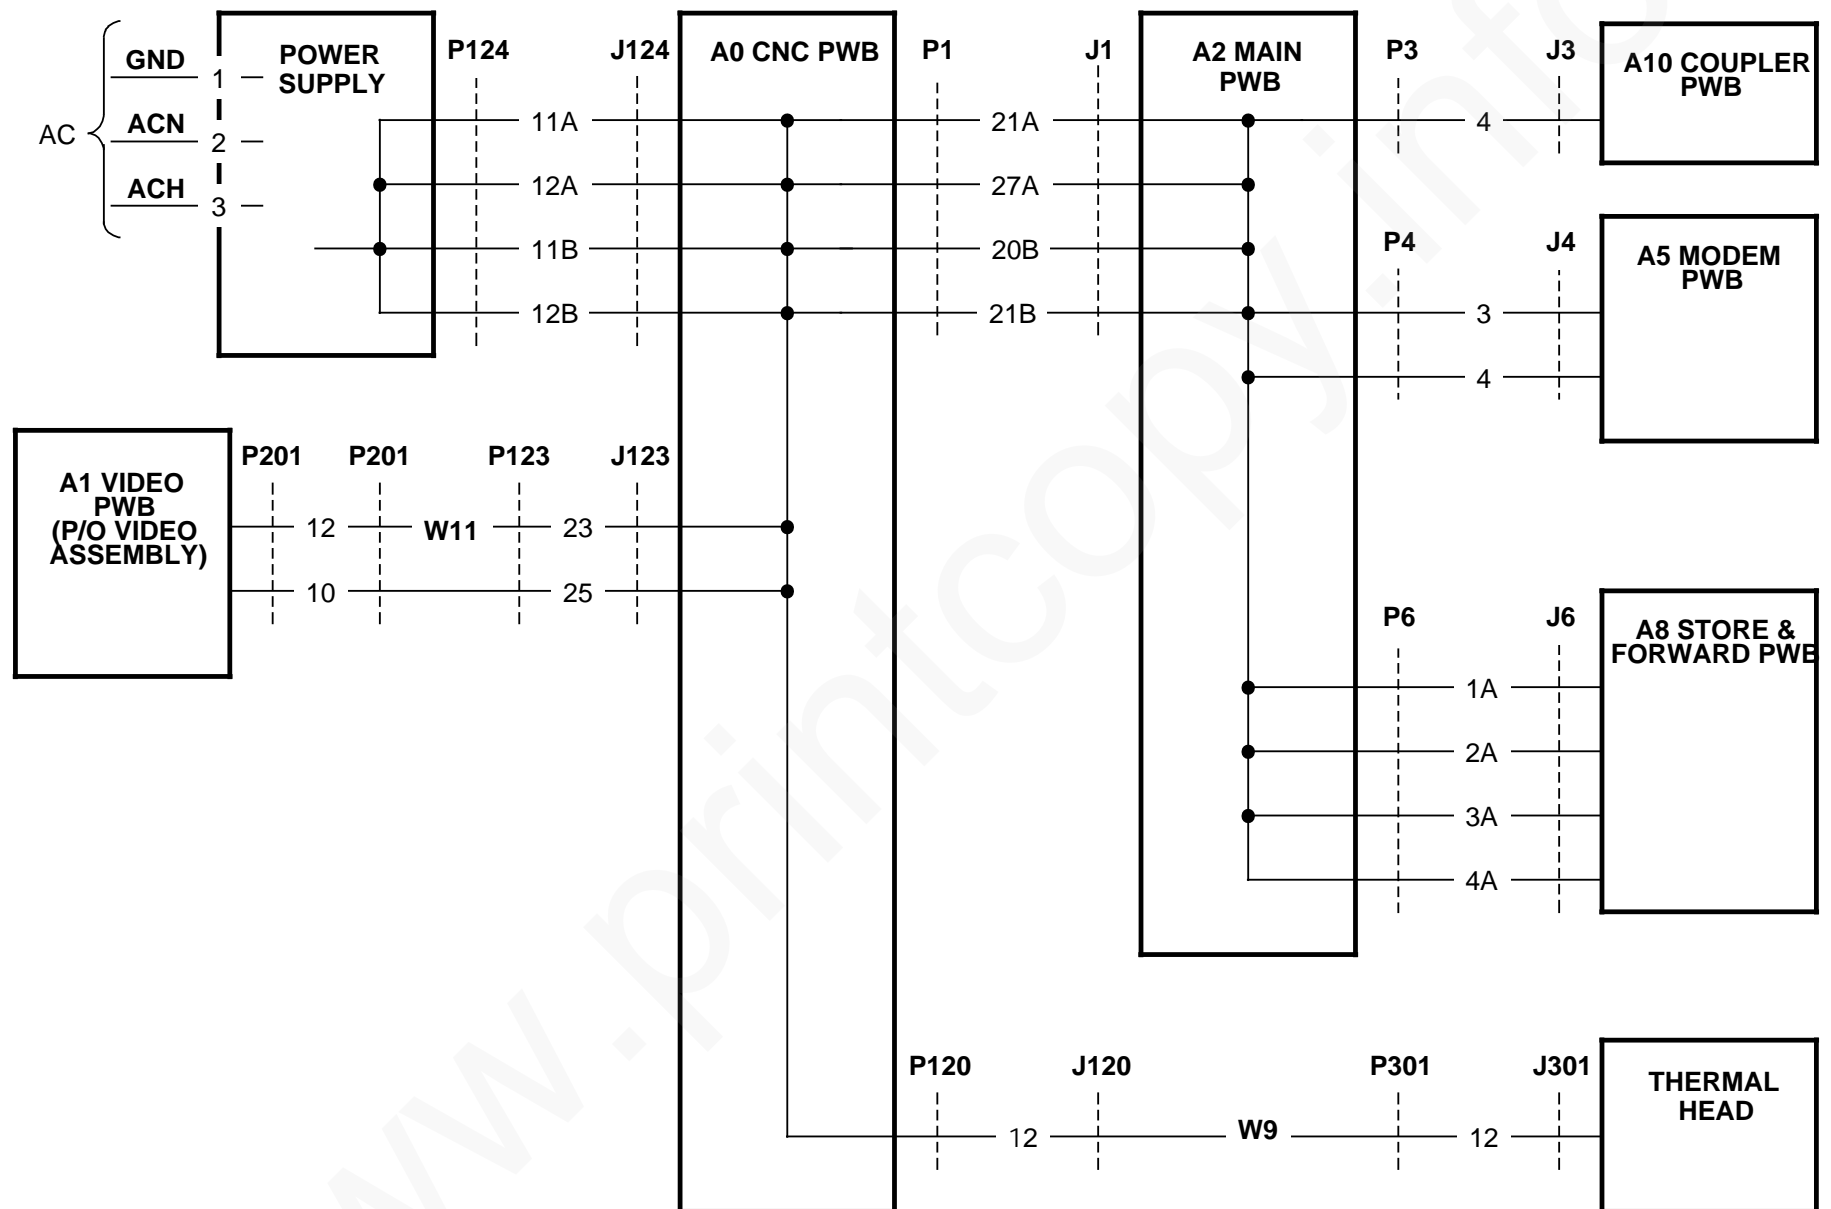 GND 1
ACN 2
ACH 3
AC
POWER
SUPPLY
P124 J124
11A
12A
11B
12B
A0 CNC PWB
P1 J1
21A
27A
20B
21B
A2 MAIN
PWB
P3 J3
4
A10 COUPLER
PWB
P4 J4
3
4
A5 MODEM
PWB
A1 VIDEO
PWB
(P/O VIDEO
ASSEMBLY)
P201 P201 P123 J123
12 W11 23
10 25
P6 J6
1A
2A
3A
4A
A8 STORE &
FORWARD PWB
P120 J120 P301 J301
12 W9 12
THERMAL
HEAD
w.printcopy.info